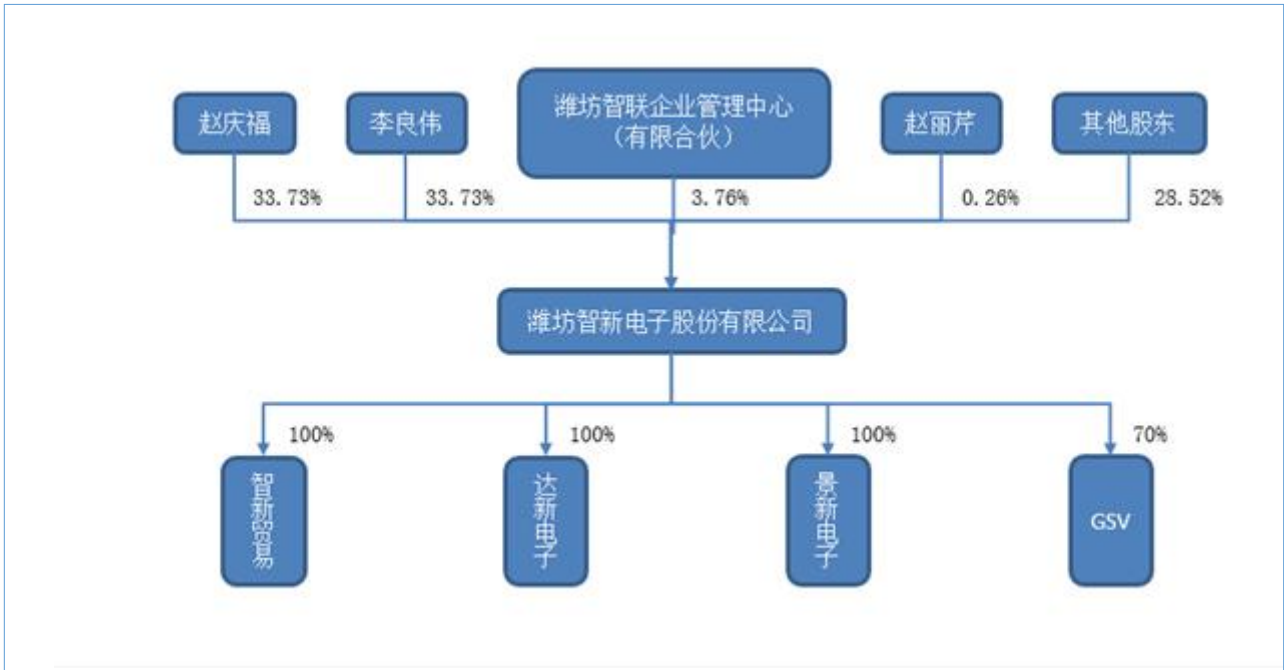 赵庆福
李良伟
潍坊智联企业管理中心
（有限合伙）
赵丽芹
其他股东
33.73%
33.73%
3.76%
0.26%
28.52%
潍坊智新电子股份有限公司
100%
100%
100%
70%
智新贸易
达新电子
景新电子
GSV